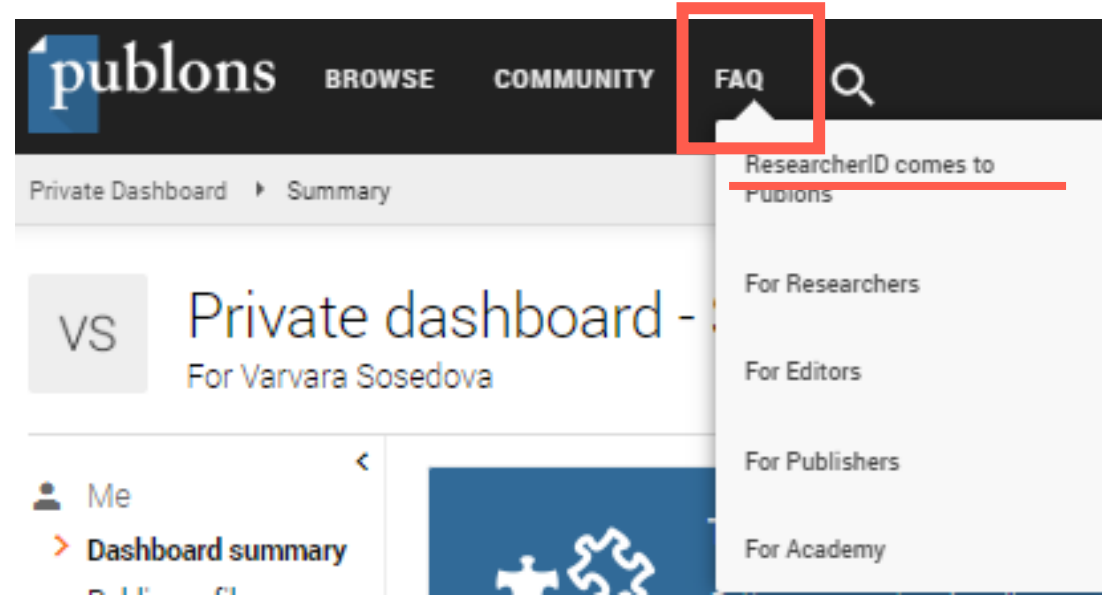 publons BROWSE COMMUNITY FAQ
Private Dashboard Summary
ResearcherID comes to
Publons
For Researchers
For Editors
For Publishers
For Academy
VS
Private dashboard -
For Varvara Sosedova
Me
Dashboard summary